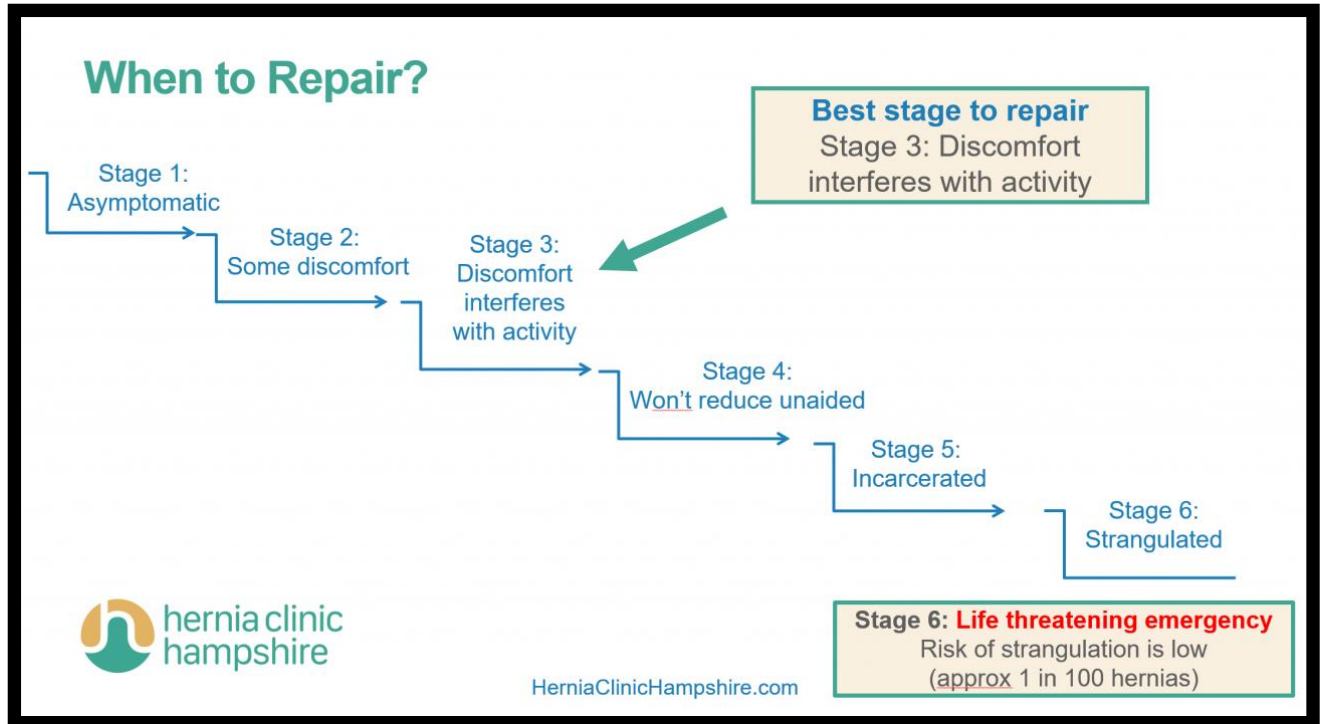 When to Repair?
Best stage to repair
Stage 3: Discomfort
interferes with activity
Stage 1:
Asymptomatic
Stage 2:
Some discomfort
Stage 3:
Discomfort
interferes
with activity
Stage 4:
Won't reduce unaided
Stage 5:
Incarcerated
Stage 6:
Strangulated
hernia clinic
hampshire
HerniaClinicHampshire.com
Stage 6: Life threatening emergency
Risk of strangulation is low
(approx 1 in 100 hernias)